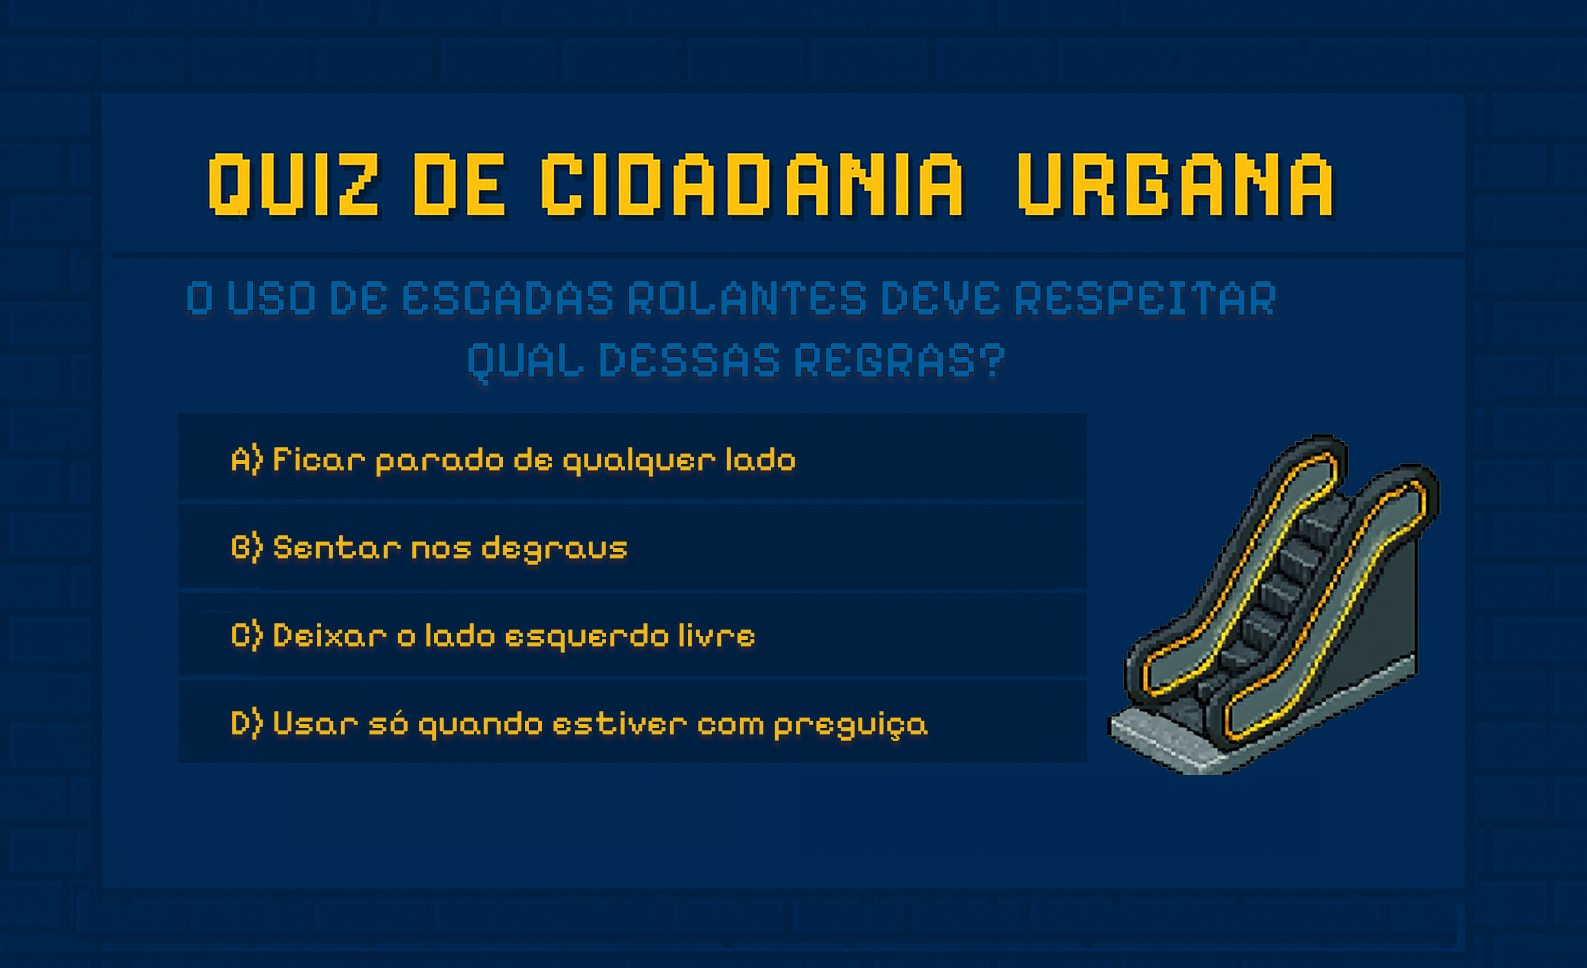 QUIZ DE CIDADANIA URBANA
O USO DE ESCADAS ROLANTES DEVE RESPEITAR
QUAL DESSAS REGRAS?
A) Ficar parado de qualquer lado
B) Sentar nos degraus
C) Deixar o lado esquerdo livre
D) Usar só quando estiver com preguiça